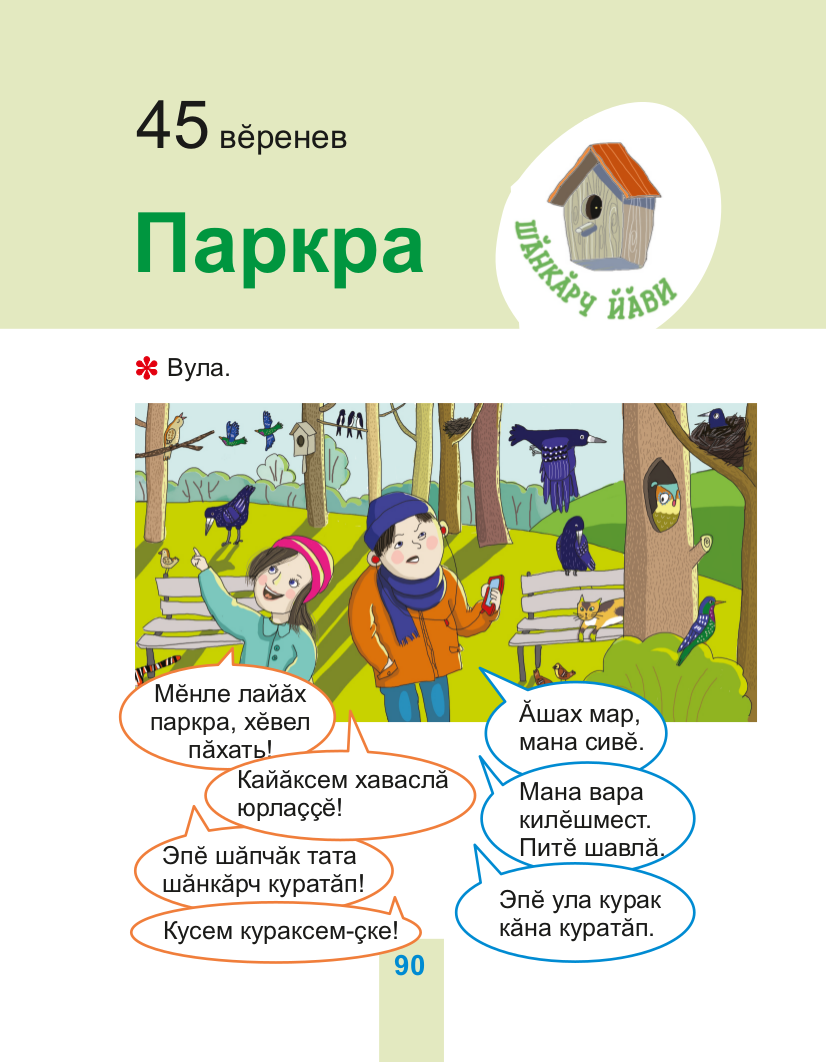 45 вĕренев
Паркра
ШĂНКĂРЧ ЙĂВИ
Вула.
Мĕнле лайăх
паркра, хĕвел
пăхать!
Кайăксем хаваслă
юрлаççĕ!
Эпĕ шăпчăк тата
шăнкăрч куратăп!
Кусем кураксем-çке!
Ăшах мар,
мана сивĕ.
Мана вара
килĕшмест.
Питĕ шавлă.
Эпĕ ула курак
кăна куратăп.
90